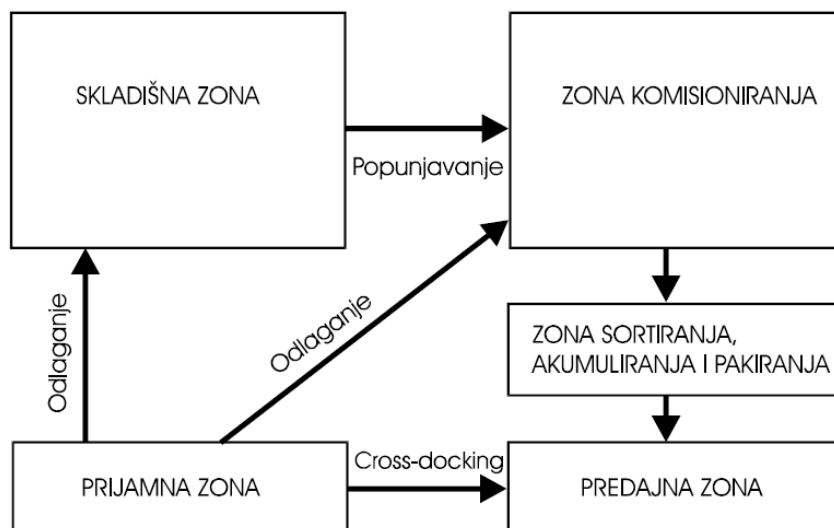 SKLADIŠNA ZONA
ZONA KOMISIONIRANJA
Popunjavanje
Odlaganje
Odlaganje
ZONA SORTIRANJA,
AKUMULIRANJA I PAKIRANJA
PRIJAMNA ZONA
Cross-docking
PREDAJNA ZONA